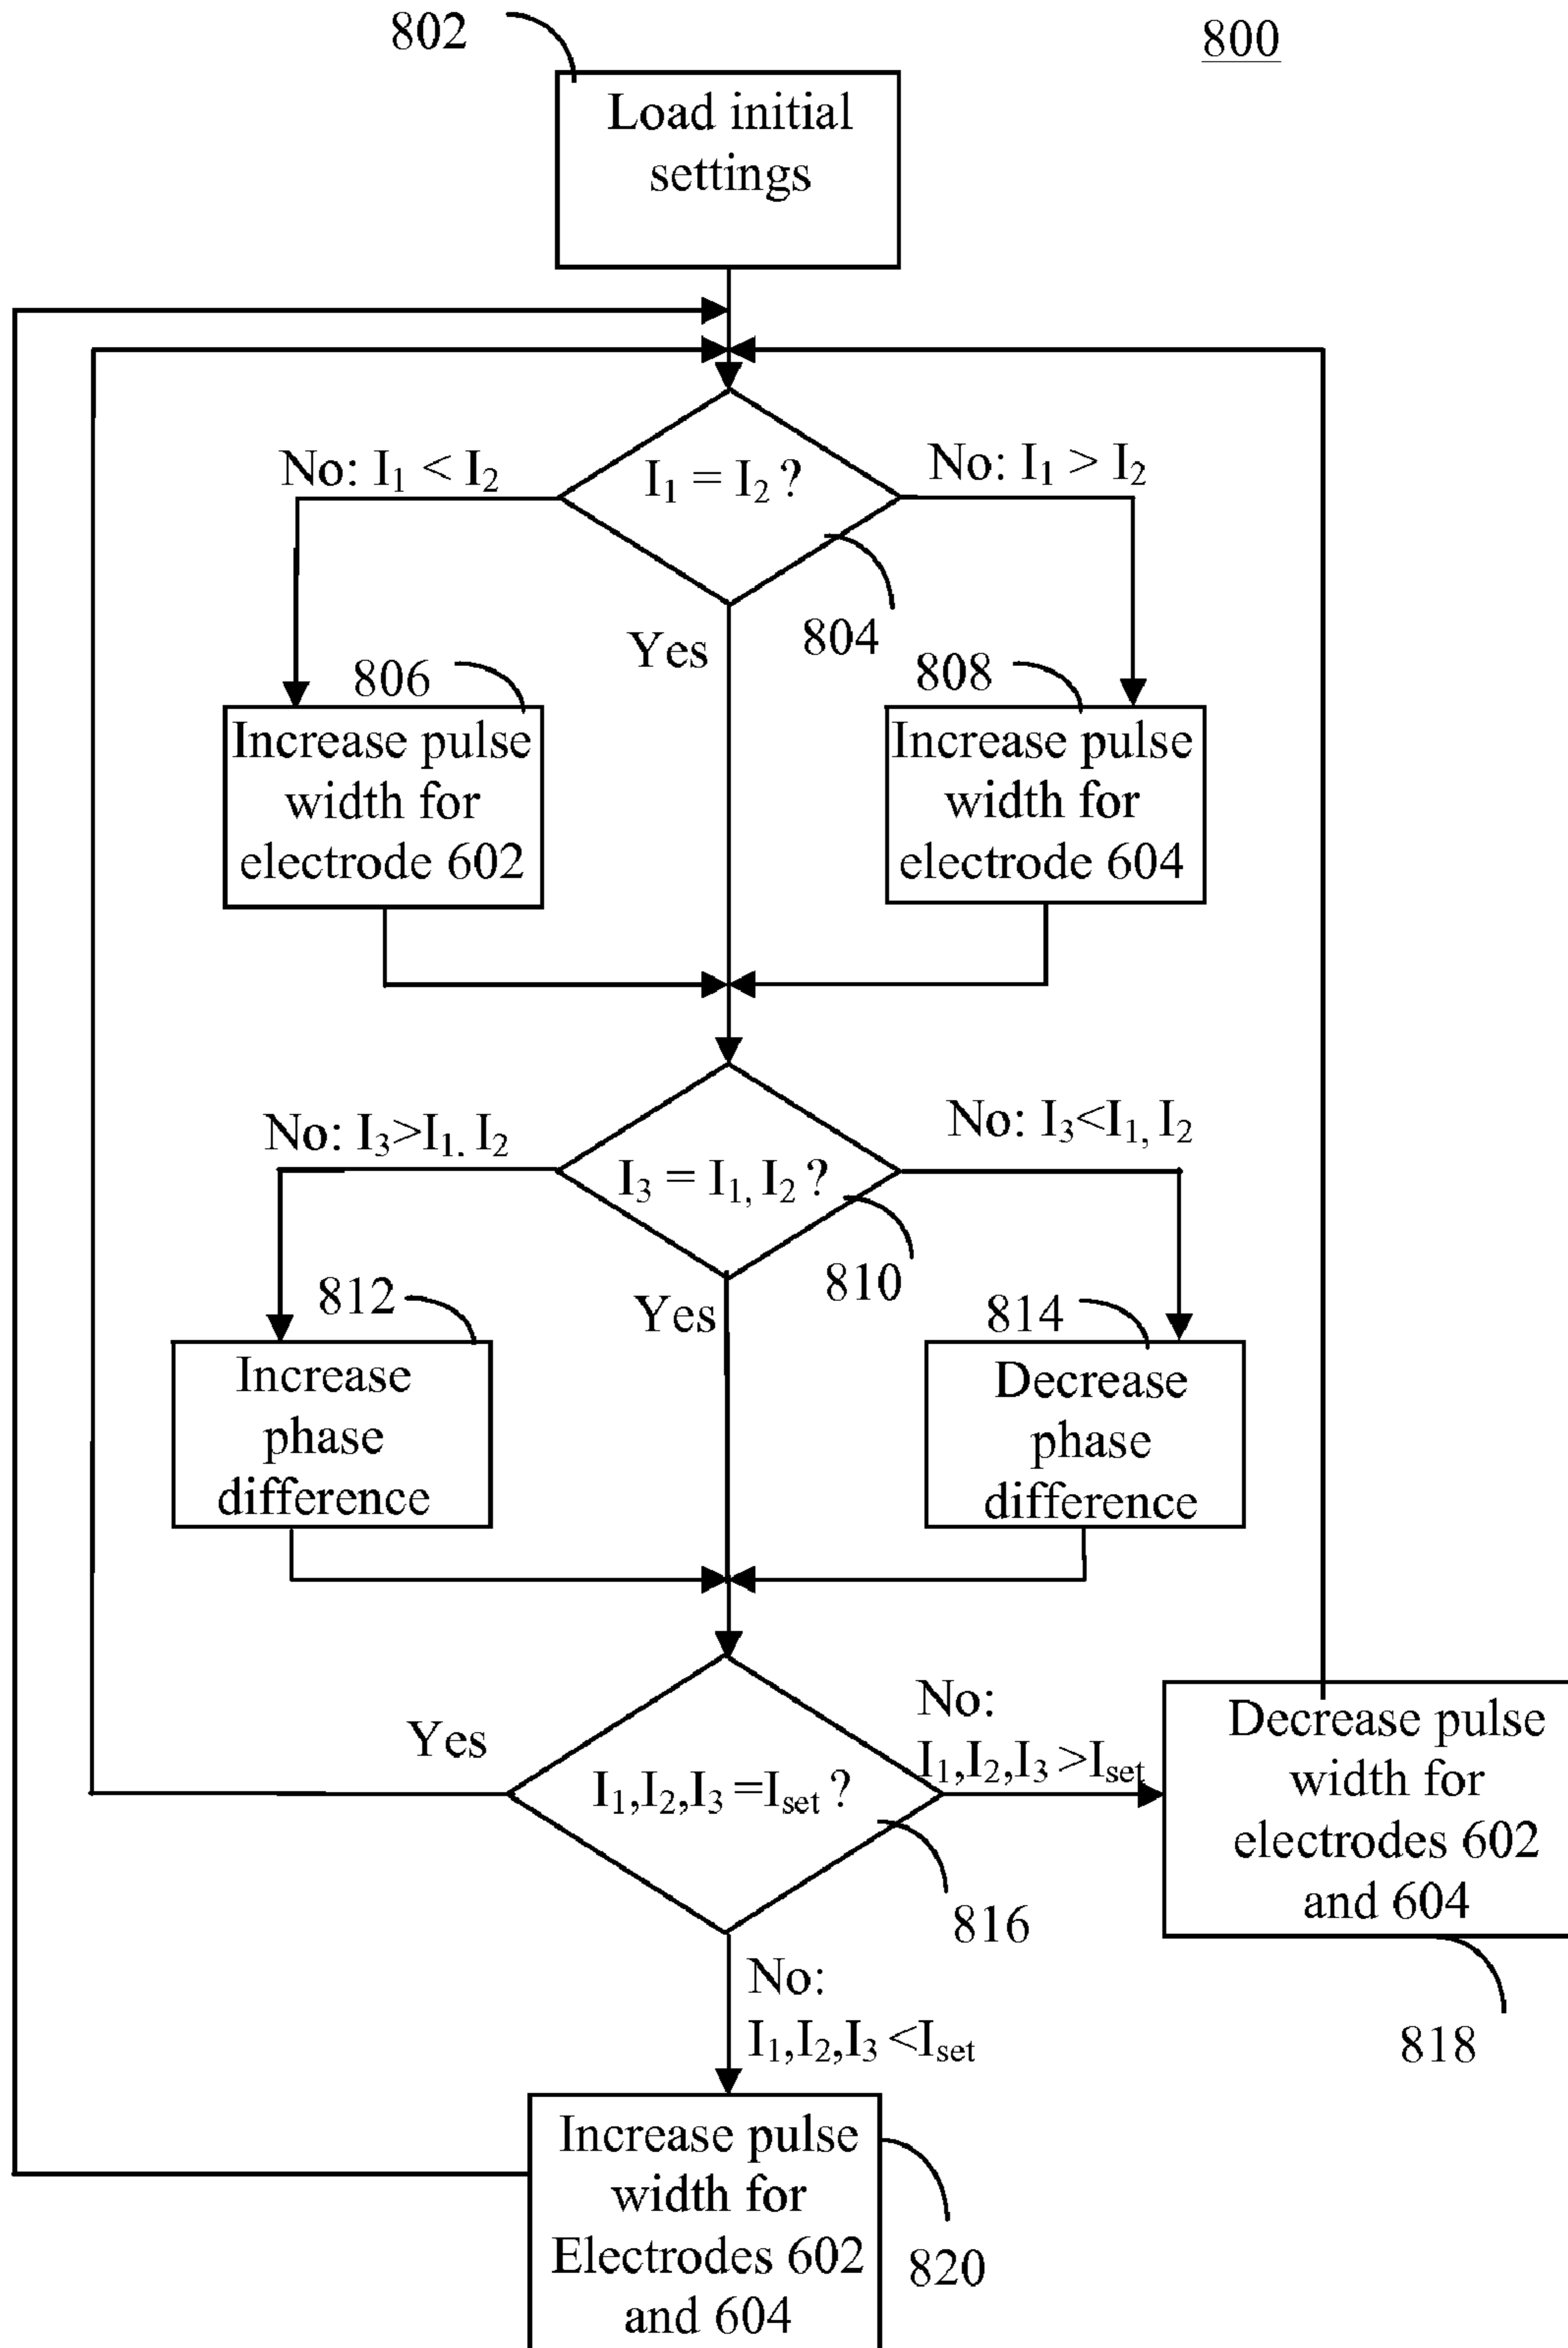 802
800
Load initial
settings
No: I₁ < I₂
I₁ = I₂ ?
No: I₁ > I₂
804
Yes
806
808
Increase pulse
width for
electrode 602
Increase pulse
width for
electrode 604
No: I₃>I₁, I₂
I₃ = I₁, I₂ ?
No: I₃<I₁, I₂
810
Yes
812
814
Increase
phase
difference
Decrease
phase
difference
Yes
I₁,I₂,I₃ =Iset ?
No:
I₁,I₂,I₃ >Iset
816
Decrease pulse
width for
electrodes 602
and 604
818
No:
I₁,I₂,I₃ <Iset
Increase pulse
width for
Electrodes 602
and 604
820